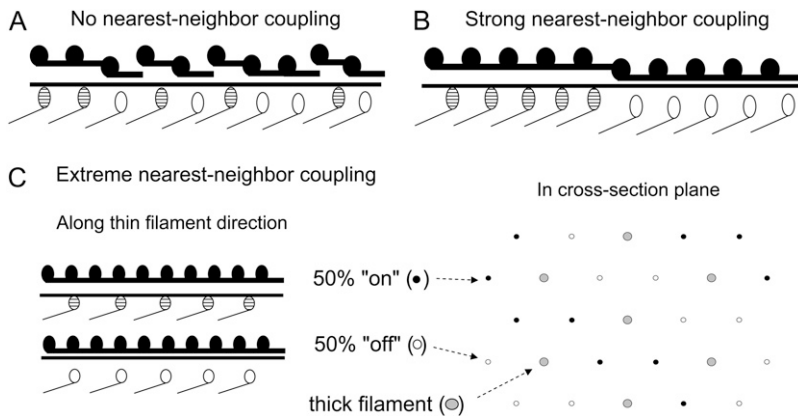 A No nearest-neighbor coupling
B Strong nearest-neighbor coupling
C Extreme nearest-neighbor coupling
In cross-section plane
Along thin filament direction
50% "on" ( )
50% "off" ( )
thick filament ( )